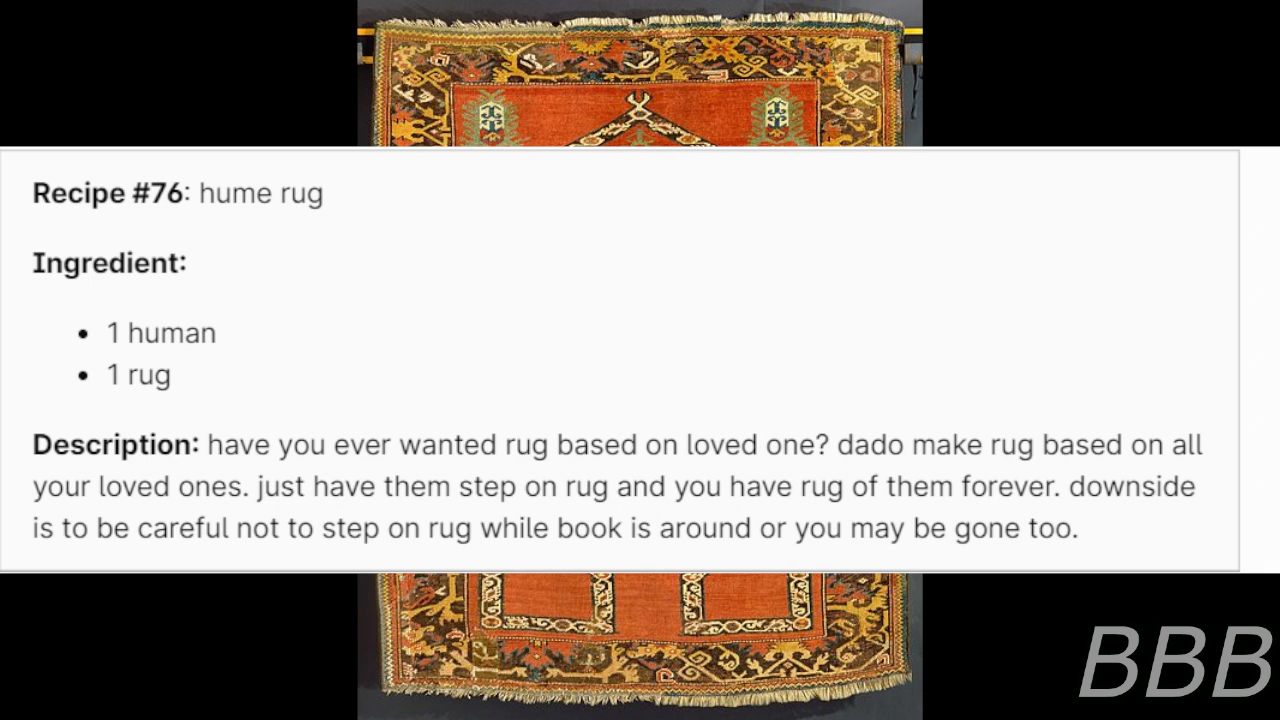 Recipe #76: hume rug
Ingredient:
• 1 human
• 1 rug
Description: have you ever wanted rug based on loved one? dado make rug based on all
your loved ones. just have them step on rug and you have rug of them forever. downside
is to be careful not to step on rug while book is around or you may be gone too.
BBB